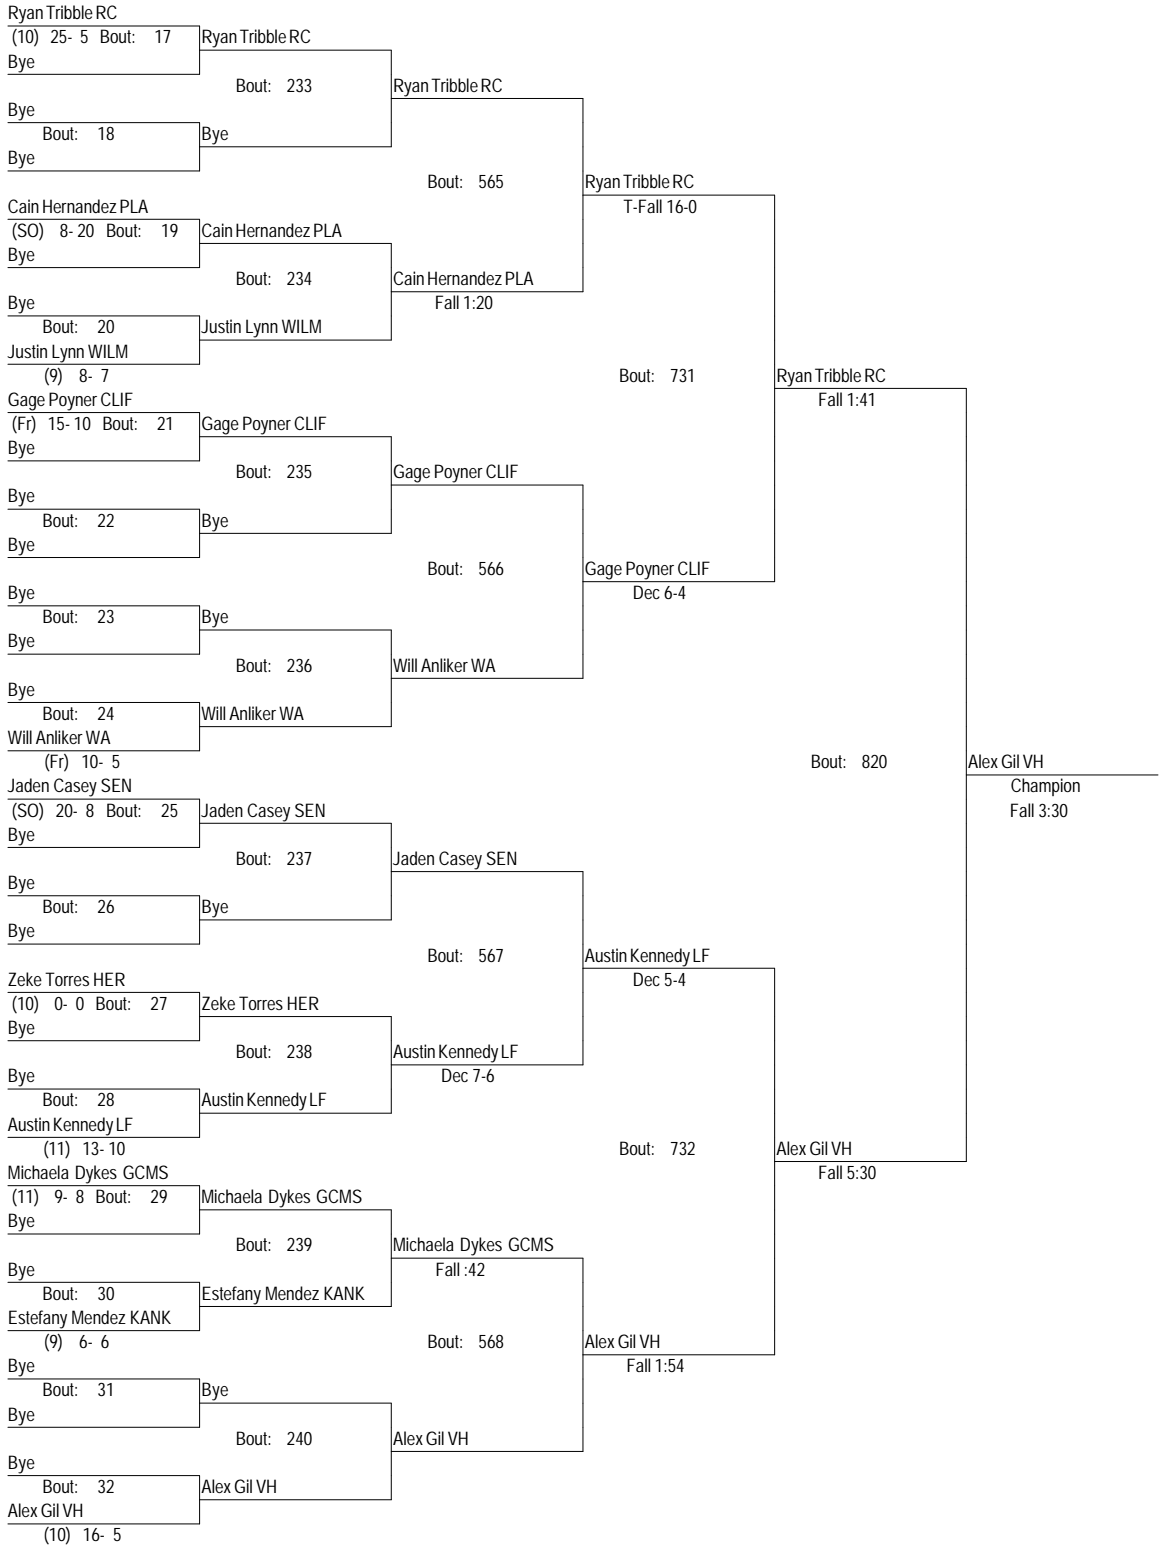 Ryan Tribble RC
(10) 25- 5 Bout: 17 Ryan Tribble RC
Bye
Bout: 233 Ryan Tribble RC
Bye
Bout: 18 Bye
Bye
Bout: 565 Ryan Tribble RC
Cain Hernandez PLA T-Fall 16-0
(SO) 8- 20 Bout: 19 Cain Hernandez PLA
Bye
Bout: 234 Cain Hernandez PLA
Bye Fall 1:20
Bout: 20 Justin Lynn WILM
Justin Lynn WILM
(9) 8- 7 Bout: 731 Ryan Tribble RC
Gage Poyner CLIF Fall 1:41
(Fr) 15- 10 Bout: 21 Gage Poyner CLIF
Bye
Bout: 235 Gage Poyner CLIF
Bye
Bout: 22 Bye
Bye
Bout: 566 Gage Poyner CLIF
Bye Dec 6-4
Bout: 23 Bye
Bye
Bout: 236 Will Anliker WA
Bye
Bout: 24 Will Anliker WA
Will Anliker WA
(Fr) 10- 5 Bout: 820 Alex Gil VH
Jaden Casey SEN Champion
(SO) 20- 8 Bout: 25 Jaden Casey SEN Fall 3:30
Bye
Bout: 237 Jaden Casey SEN
Bye
Bout: 26 Bye
Bye
Bout: 567 Austin Kennedy LF
Zeke Torres HER Dec 5-4
(10) 0- 0 Bout: 27 Zeke Torres HER
Bye
Bout: 238 Austin Kennedy LF
Bye Dec 7-6
Bout: 28 Austin Kennedy LF
Austin Kennedy LF
(11) 13- 10 Bout: 732 Alex Gil VH
Michaela Dykes GCMS Fall 5:30
(11) 9- 8 Bout: 29 Michaela Dykes GCMS
Bye
Bout: 239 Michaela Dykes GCMS
Bye Fall :42
Bout: 30 Estefany Mendez KANK
Estefany Mendez KANK
(9) 6- 6 Bout: 568 Alex Gil VH
Bye Fall 1:54
Bout: 31 Bye
Bye
Bout: 240 Alex Gil VH
Bye
Bout: 32 Alex Gil VH
Alex Gil VH
(10) 16- 5